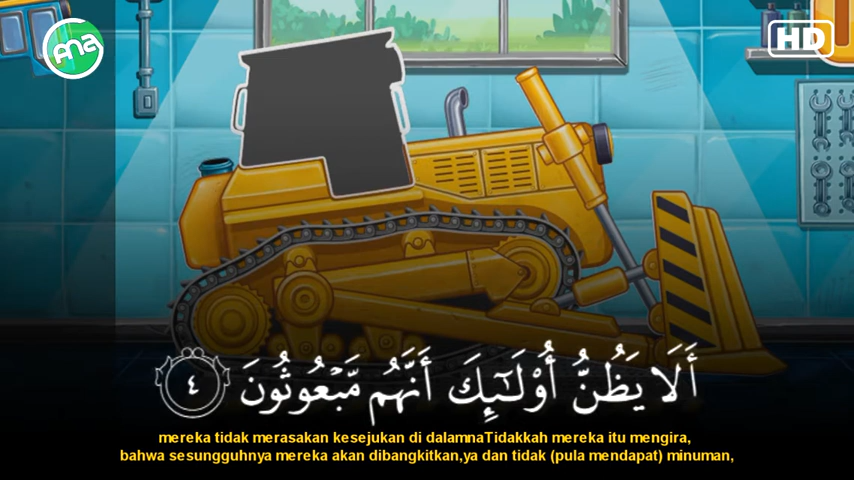 ana
HD
أَلَا يَظُنُّ أُوْلَٰٓئِكَ أَنَّهُم مَّبۡعُوثُونَ ٤
mereka tidak merasakan kesejukan di dalamnaTidakkah mereka itu mengira,
bahwa sesungguhnya mereka akan dibangkitkan,ya dan tidak (pula mendapat) minuman,